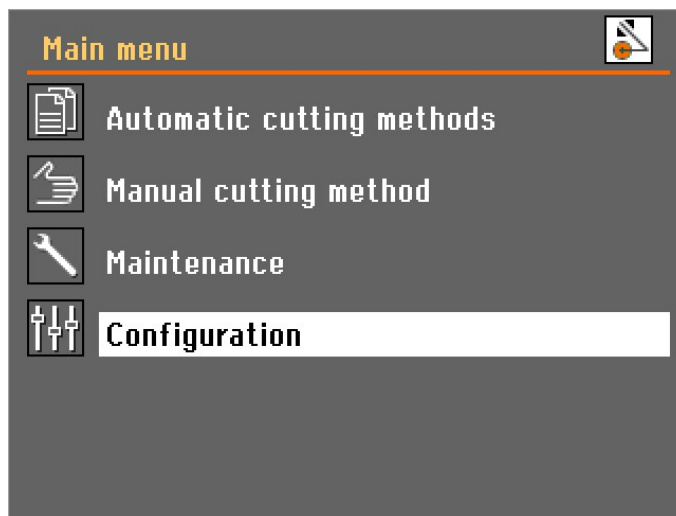 Main menu
Automatic cutting methods
Manual cutting method
Maintenance
Configuration